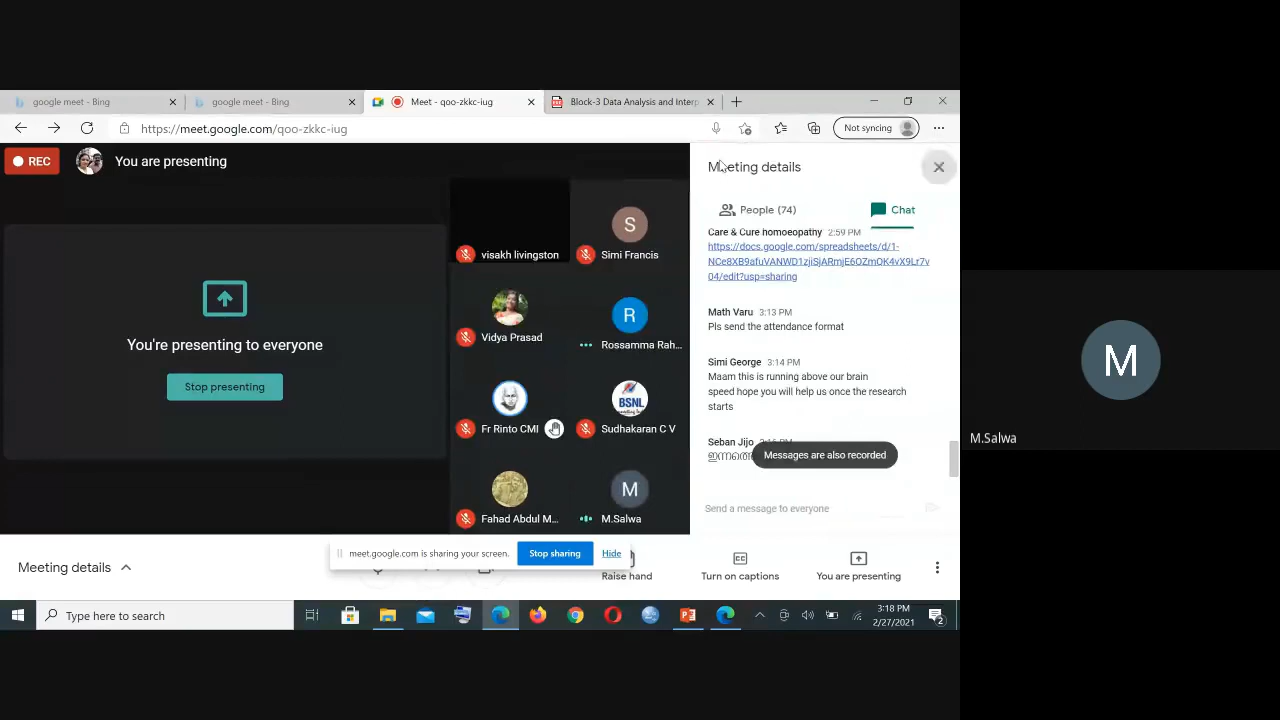 google meet - Bing
google meet - Bing
Meet - qoo-zkkc-iug
Block-3 Data Analysis and Interp
https://meet.google.com/qoo-zkkc-iug
Not syncing
REC
You are presenting
You're presenting to everyone
Stop presenting
visakh livingston
S
Simi Francis
Vidya Prasad
R
Rossamma Rah...
Fr Rinto CMI
BSNL
Sudhakaran C V
Fahad Abdul M...
M
M.Salwa
Meeting details
People (74)
Chat
Care & Cure homoeopathy 2:59 PM
https://docs.google.com/spreadsheets/d/1-
NCe8XB9afuVANWD1zjiSjARmjE6OZmOK4vX9Lr7v
04/edit?usp=sharing
Math Varu 3:13 PM
Pls send the attendance format
Simi George 3:14 PM
Maam this is running above our brain
speed hope you will help us once the research
starts
Seban Jijo
Messages are also recorded
Send a message to everyone
meet.google.com is sharing your screen.
Stop sharing
Hide
Meeting details
Raise hand
CC
Turn on captions
You are presenting
Type here to search
3:18 PM
2/27/2021
2
M
M.Salwa